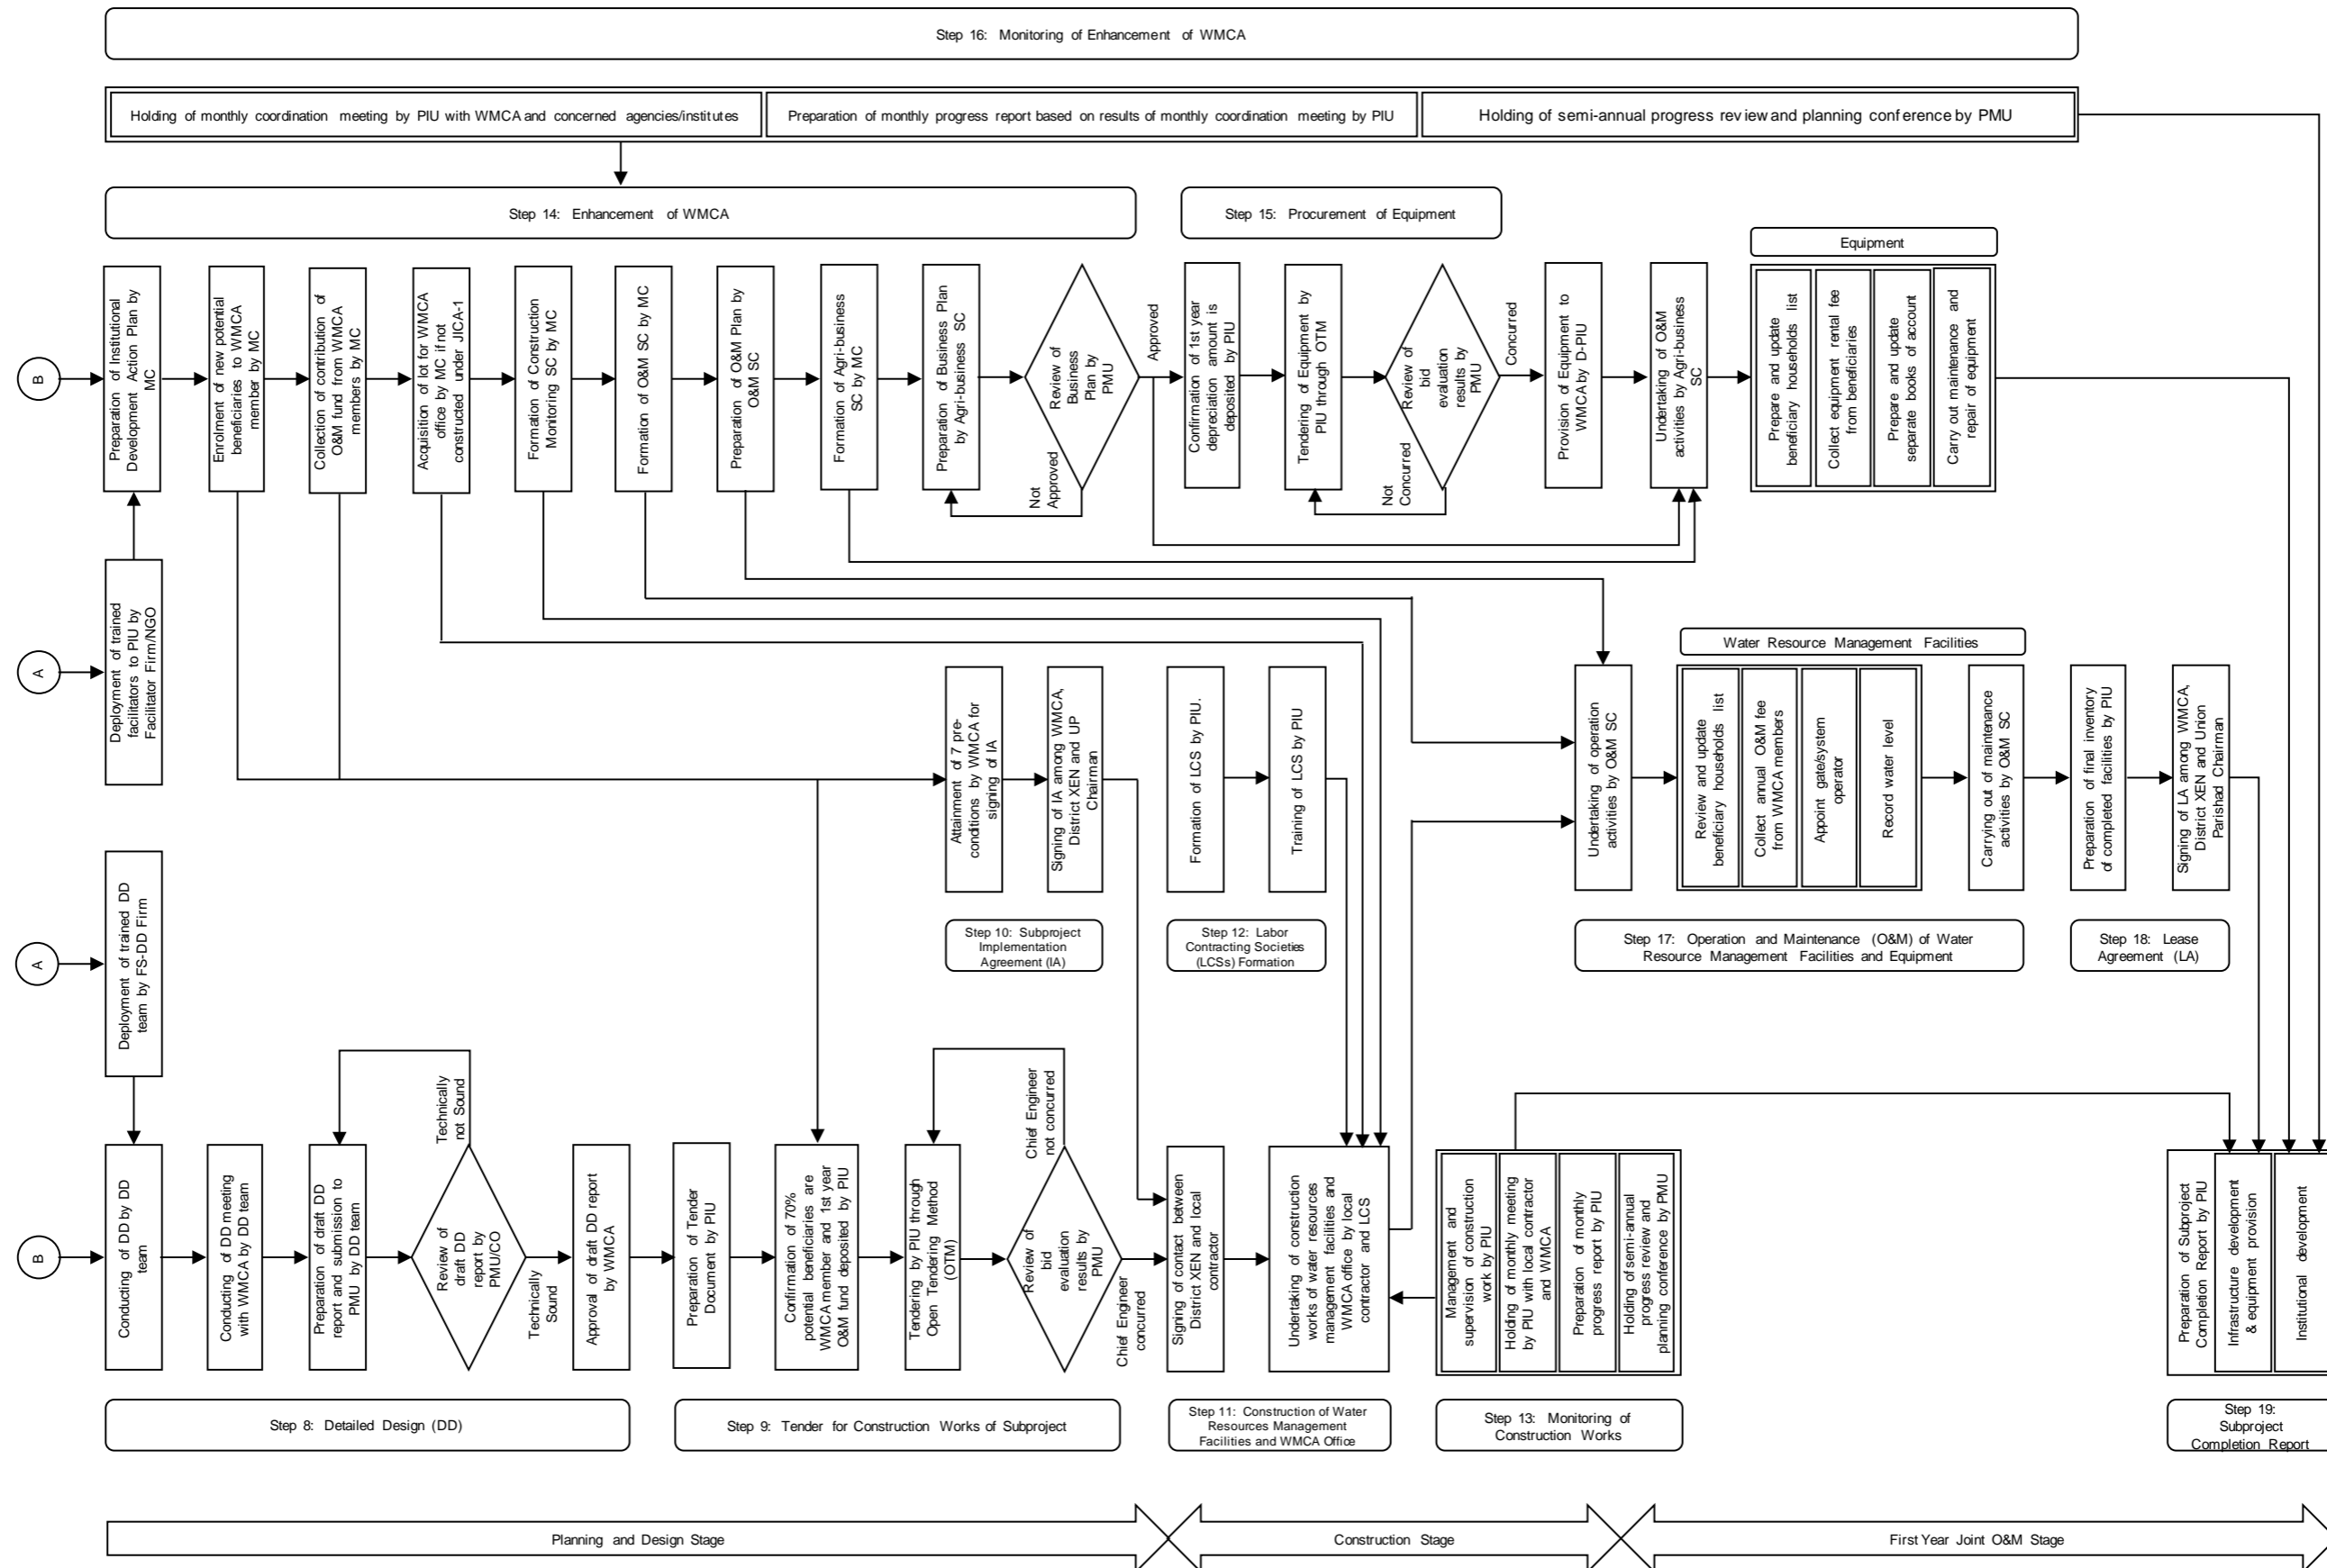 Step 16: Monitoring of Enhancement of WMCA
Holding of monthly coordination meeting by PIU with WMCA and concerned agencies/institutes
Preparation of monthly progress report based on results of monthly coordination meeting by PIU
Holding of semi-annual progress review and planning conference by PMU
Step 14: Enhancement of WMCA
Step 15: Procurement of Equipment
Equipment
B
Preparation of Institutional
Development Action Plan by
MC
Enrolment of new potential
beneficiaries to WMCA
member by MC
Collection of contribution of
O&M fund from WMCA
members by MC
Acquisition of lot for WMCA
office by MC if not
constructed under JICA-1
Formation of Construction
Monitoring SC by MC
Formation of O&M SC by MC
Preparation of O&M Plan by
O&M SC
Formation of Agri-business
SC by MC
Preparation of Business Plan
by Agri-business SC
Review of
Business
Plan by
PMU
Approved
Not
Approved
Confirmation of 1st year
depreciation amount is
deposited by PIU
Tendering of Equipment by
PIU through OTM
Review of
bid
evaluation
results by
PMU
Concurred
Not
Concurred
Provision of Equipment to
WMCA by D-PIU
Undertaking of O&M
activities by Agri-business
SC
Prepare and update
beneficiary households list
Collect equipment rental fee
from beneficiaries
Prepare and update
separate books of account
Carry out maintenance and
repair of equipment
A
Deployment of trained
facilitators to PIU by
Facilitator Firm/NGO
Water Resource Management Facilities
Attainment of 7 pre-
conditions by WMCA for
signing of IA
Signing of IA among WMCA,
District XEN and UP
Chairman
Formation of LCS by PIU.
Training of LCS by PIU
Undertaking of operation
activities by O&M SC
Review and update
beneficiary households list
Collect annual O&M fee
from WMCA members
Appoint gate/system
operator
Record water level
Carrying out of maintenance
activities by O&M SC
Preparation of final inventory
of completed facilities by PIU
Signing of LA among WMCA,
District XEN and Union
Parishad Chairman
A
Deployment of trained DD
team by FS-DD Firm
Step 10: Subproject
Implementation
Agreement (IA)
Step 12: Labor
Contracting Societies
(LCSs) Formation
Step 17: Operation and Maintenance (O&M) of Water
Resource Management Facilities and Equipment
Step 18: Lease
Agreement (LA)
B
Conducting of DD by DD
team
Conducting of DD meeting
with WMCA by DD team
Preparation of draft DD
report and submission to
PMU by DD team
Review of
draft DD
report by
PMU/CO
Technically
not Sound
Technically
Sound
Approval of draft DD report
by WMCA
Preparation of Tender
Document by PIU
Confirmation of 70%
potential beneficiaries are
WMCA member and 1st year
O&M fund deposited by PIU
Tendering by PIU through
Open Tendering Method
(OTM)
Review of
bid
evaluation
results by
PMU
Chief Engineer
not concurred
Chief Engineer
concurred
Signing of contact between
District XEN and local
contractor
Undertaking of construction
works of water resources
management facilities and
WMCA office by local
contractor and LCS
Management and
supervision of construction
work by PIU
Holding of monthly meeting
by PIU with local contractor
and WMCA
Preparation of monthly
progress report by PIU
Holding of semi-annual
progress review and
planning conference by PMU
Preparation of Subproject
Completion Report by PIU
Infrastructure development
& equipment provision
Institutional development
Step 8: Detailed Design (DD)
Step 9: Tender for Construction Works of Subproject
Step 11: Construction of Water
Resources Management
Facilities and WMCA Office
Step 13: Monitoring of
Construction Works
Step 19:
Subproject
Completion Report
Planning and Design Stage
Construction Stage
First Year Joint O&M Stage